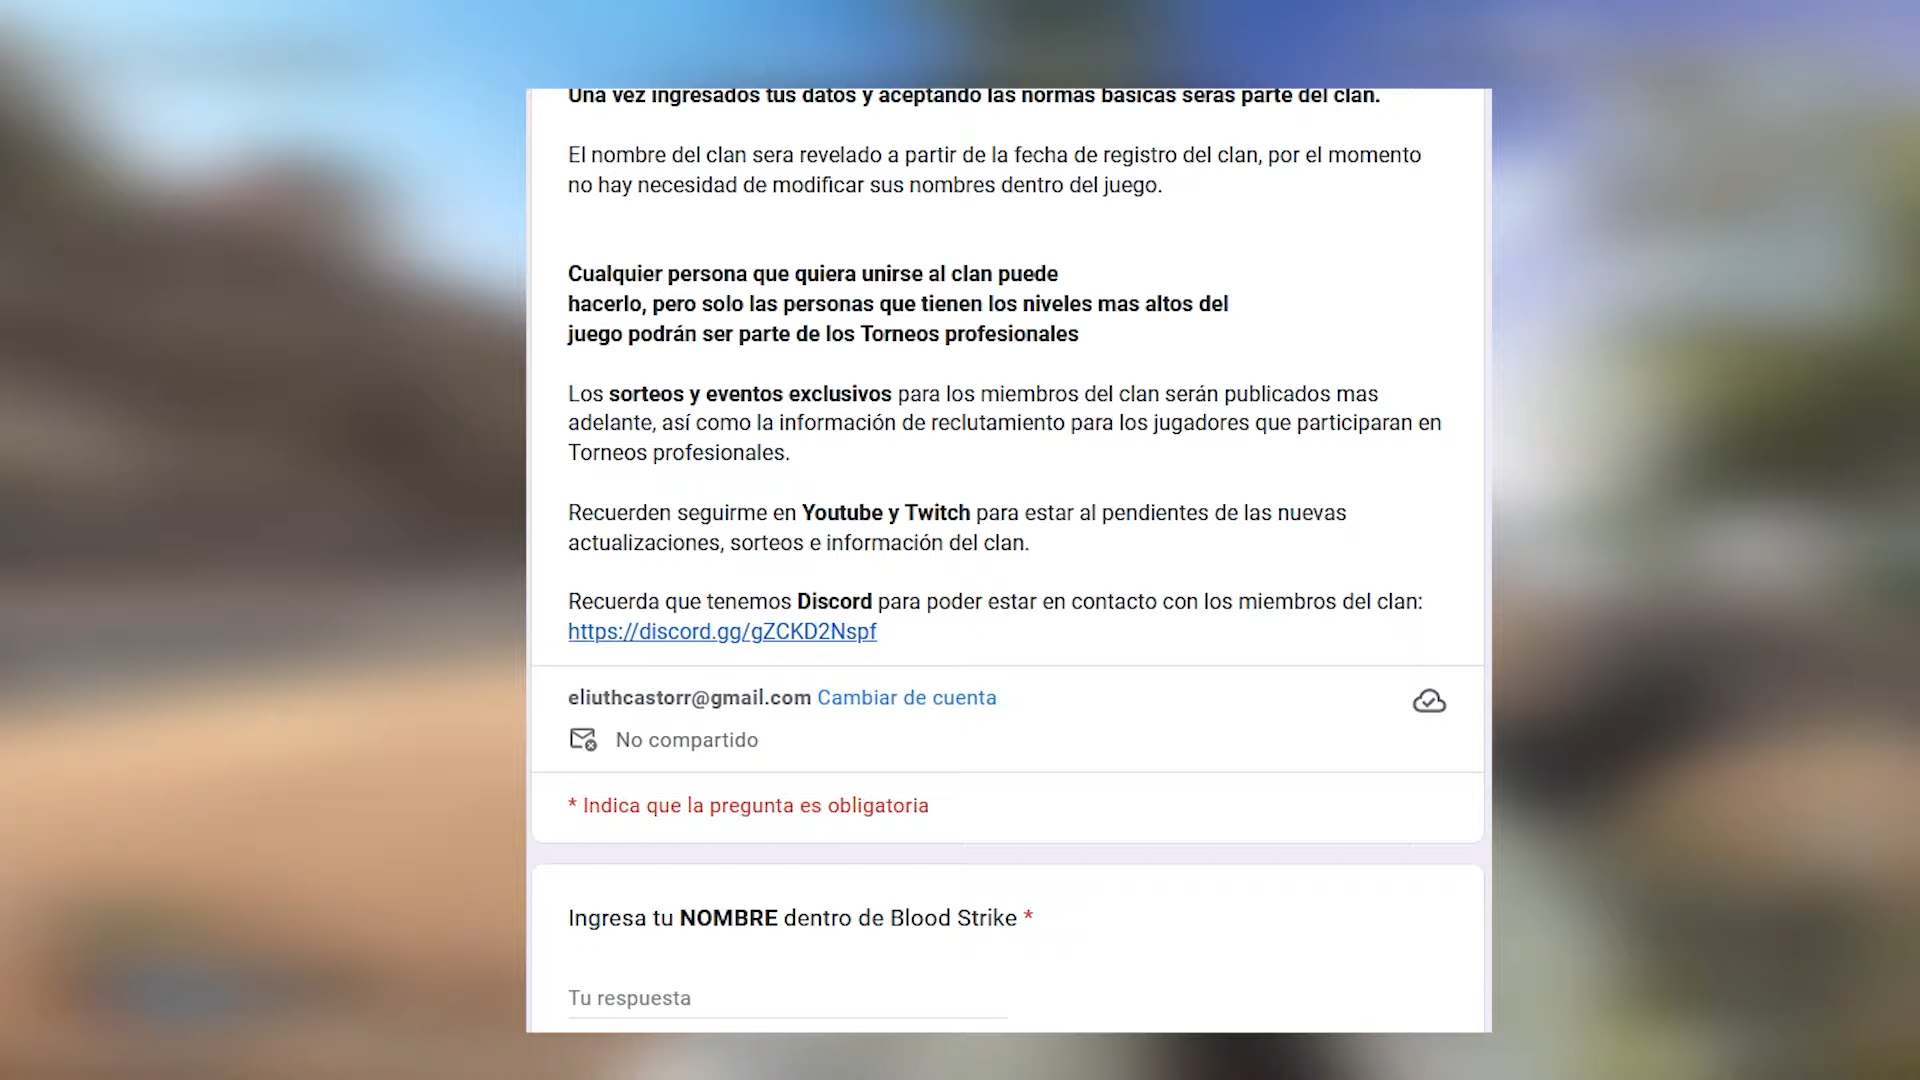 Una vez ingresados tus datos y aceptando las normas basicas seras parte del clan.
El nombre del clan sera revelado a partir de la fecha de registro del clan, por el momento
no hay necesidad de modificar sus nombres dentro del juego.
Cualquier persona que quiera unirse al clan puede
hacerlo, pero solo las personas que tienen los niveles mas altos del
juego podrán ser parte de los Torneos profesionales
Los sorteos y eventos exclusivos para los miembros del clan serán publicados mas
adelante, así como la información de reclutamiento para los jugadores que participaran en
Torneos profesionales.
Recuerden seguirme en Youtube y Twitch para estar al pendientes de las nuevas
actualizaciones, sorteos e información del clan.
Recuerda que tenemos Discord para poder estar en contacto con los miembros del clan:
https://discord.gg/gZCKD2Nspf
eliuthcastorr@gmail.com Cambiar de cuenta
No compartido
* Indica que la pregunta es obligatoria
Ingresa tu NOMBRE dentro de Blood Strike *
Tu respuesta